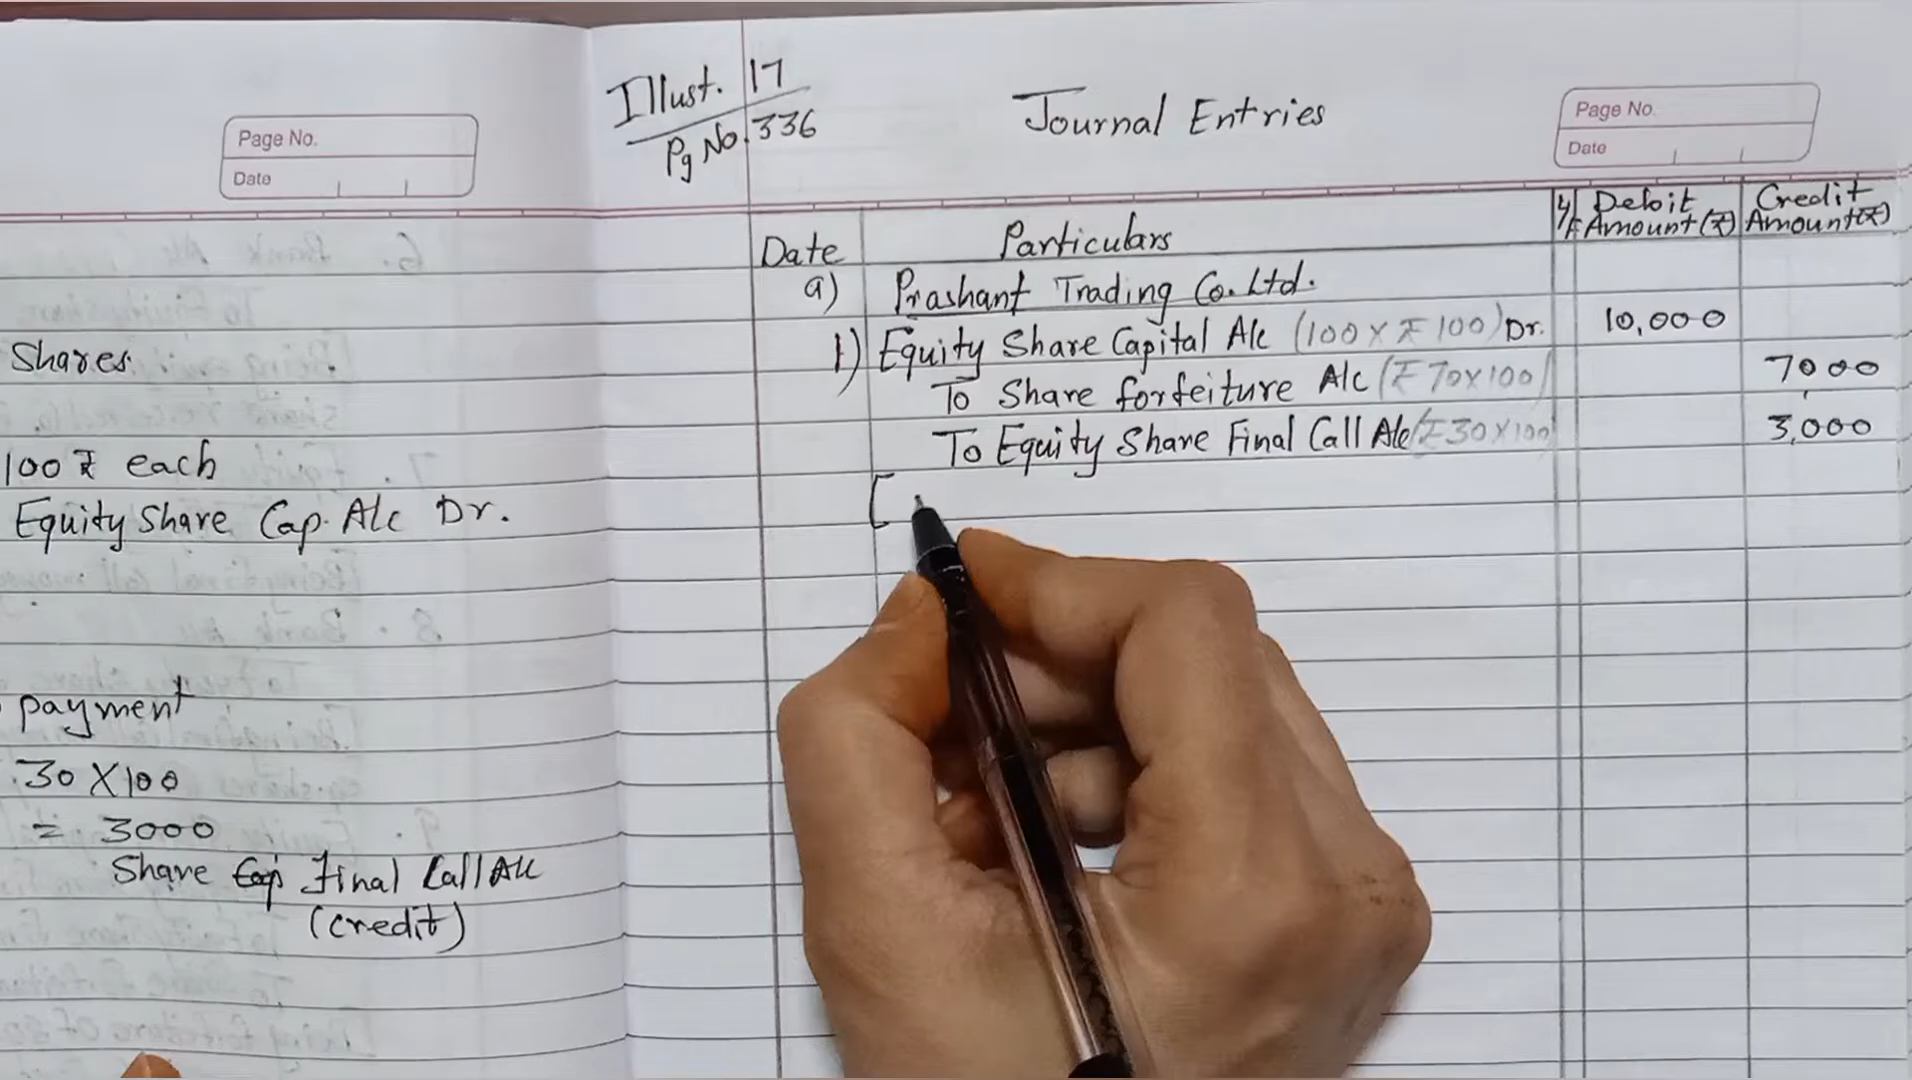 Page No.
Date
Shares.
100 ₹ each
Equity Share Cap. A/c Dr.
payment
30 X 100
= 3000
Share Cap Final Call A/c
(credit)
Illust. 17
Pg No. 336
Journal Entries
Page No.
Date
Date Particulars L/F Debit Amount (₹) Credit Amount (₹)
a) Prashant Trading Co. Ltd.
1) Equity Share Capital A/c (100 X ₹ 100) Dr. 10,000
To Share forfeiture A/c (₹ 70 X 100) 7,000
To Equity Share Final Call A/c (₹ 30 X 100) 3,000
[